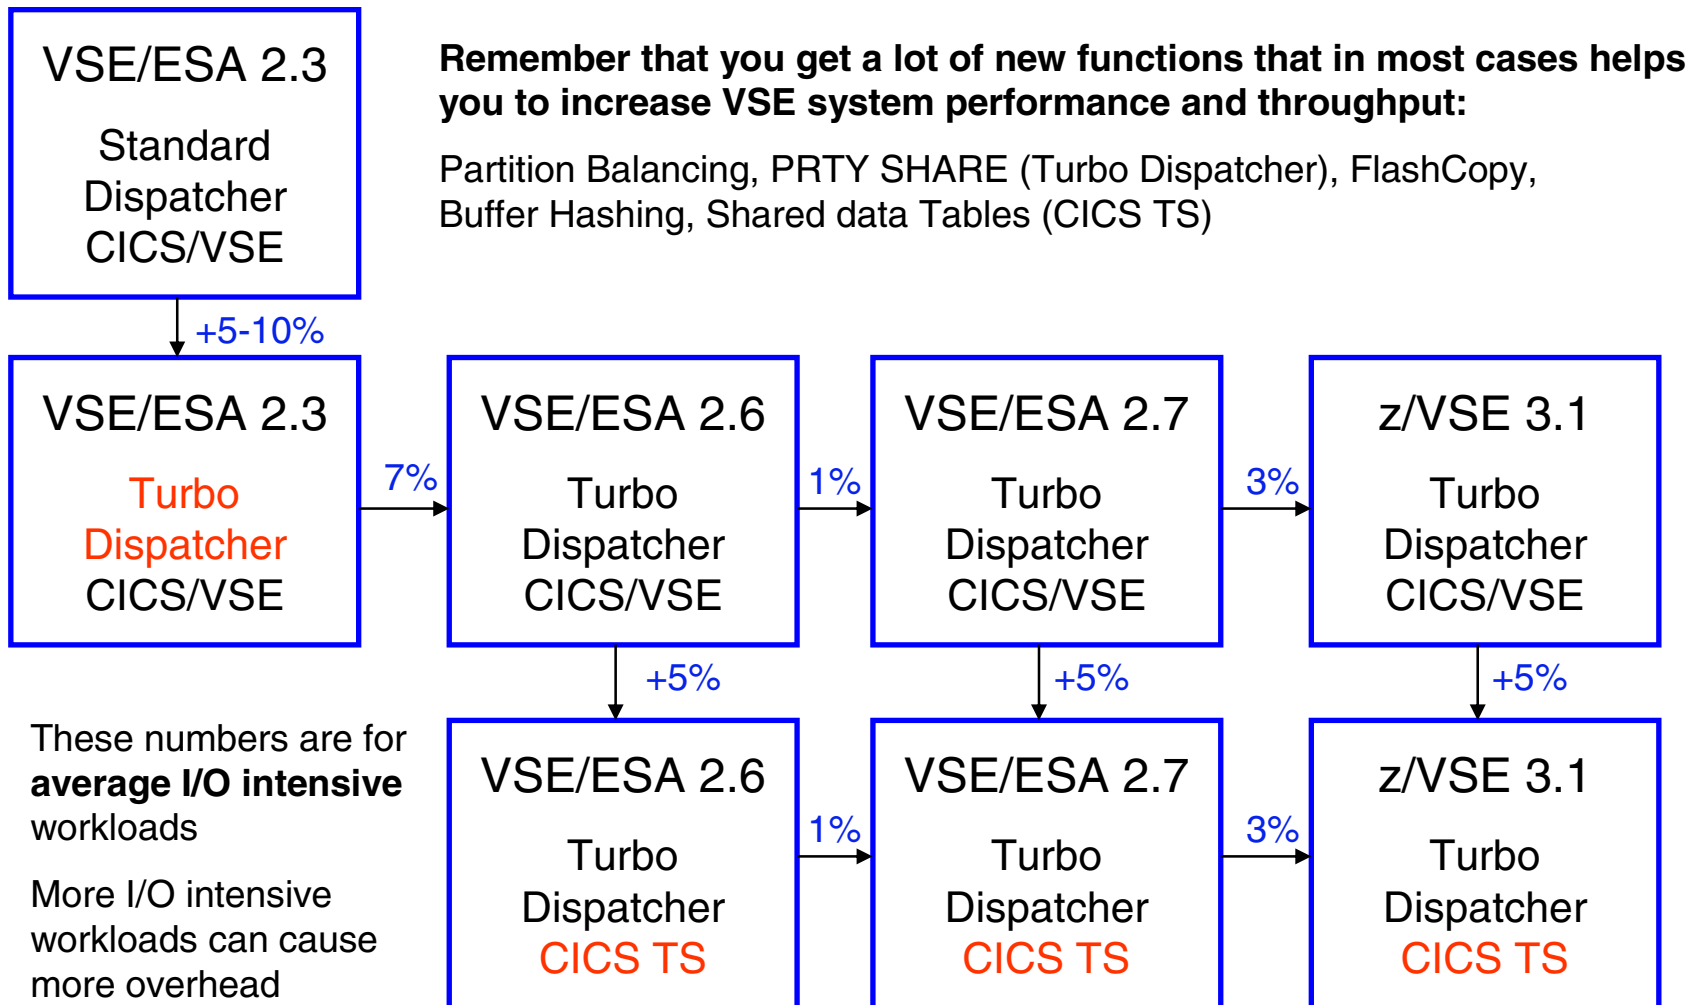 VSE/ESA 2.3
Standard
Dispatcher
CICS/VSE
Remember that you get a lot of new functions that in most cases helps
you to increase VSE system performance and throughput:
Partition Balancing, PRTY SHARE (Turbo Dispatcher), FlashCopy,
Buffer Hashing, Shared data Tables (CICS TS)
+5-10%
VSE/ESA 2.3
Turbo
Dispatcher
CICS/VSE
7%
VSE/ESA 2.6
Turbo
Dispatcher
CICS/VSE
1%
VSE/ESA 2.7
Turbo
Dispatcher
CICS/VSE
3%
z/VSE 3.1
Turbo
Dispatcher
CICS/VSE
+5%
+5%
+5%
These numbers are for
average I/O intensive
workloads
More I/O intensive
workloads can cause
more overhead
VSE/ESA 2.6
Turbo
Dispatcher
CICS TS
1%
VSE/ESA 2.7
Turbo
Dispatcher
CICS TS
3%
z/VSE 3.1
Turbo
Dispatcher
CICS TS